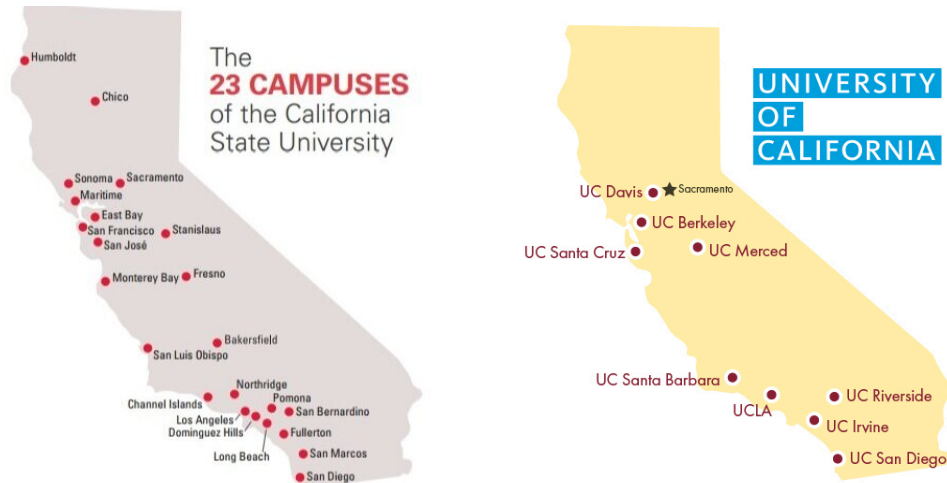 The
23 CAMPUSES
of the California
State University
Humboldt
Chico
Sonoma
Sacramento
Maritime
East Bay
San Francisco
San José
Stanislaus
Monterey Bay
Fresno
Bakersfield
San Luis Obispo
Northridge
Channel Islands
Pomona
Los Angeles
San Bernardino
Dominguez Hills
Fullerton
Long Beach
San Marcos
San Diego
UNIVERSITY
OF
CALIFORNIA
UC Davis
Sacramento
UC Berkeley
UC Santa Cruz
UC Merced
UC Santa Barbara
UCLA
UC Riverside
UC Irvine
UC San Diego